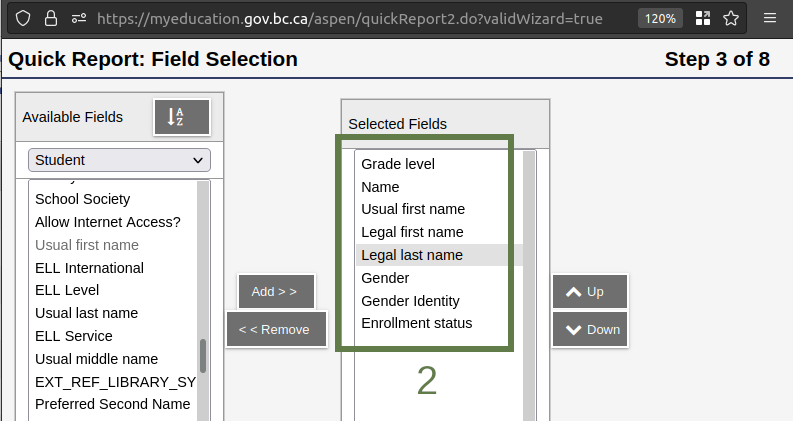 https://myeducation.gov.bc.ca/aspen/quickReport2.do?validWizard=true 120%
Quick Report: Field Selection Step 3 of 8
Available Fields A Z
Student
School Society
Allow Internet Access?
Usual first name
ELL International
ELL Level
Usual last name
ELL Service
Usual middle name
EXT_REF_LIBRARY_SY
Preferred Second Name
Add > >
< < Remove
Selected Fields
Grade level
Name
Usual first name
Legal first name
Legal last name
Gender
Gender Identity
Enrollment status
2
Up
Down